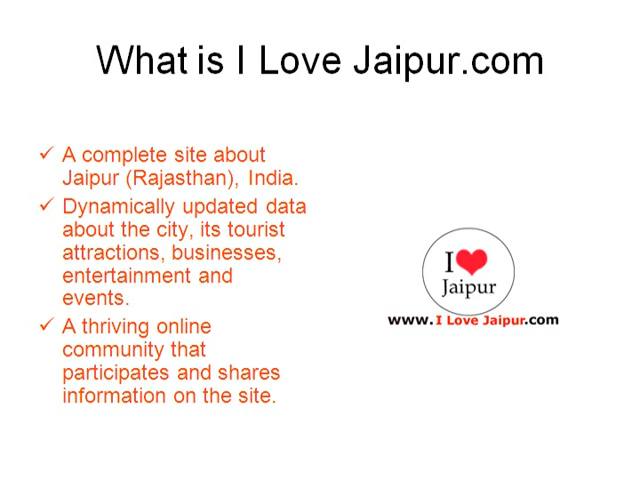 What is I Love Jaipur.com
A complete site about
Jaipur (Rajasthan), India.
Dynamically updated data
about the city, its tourist
attractions, businesses,
entertainment and
events.
A thriving online
community that
participates and shares
information on the site.
I
Jaipur
www.I Love Jaipur.com